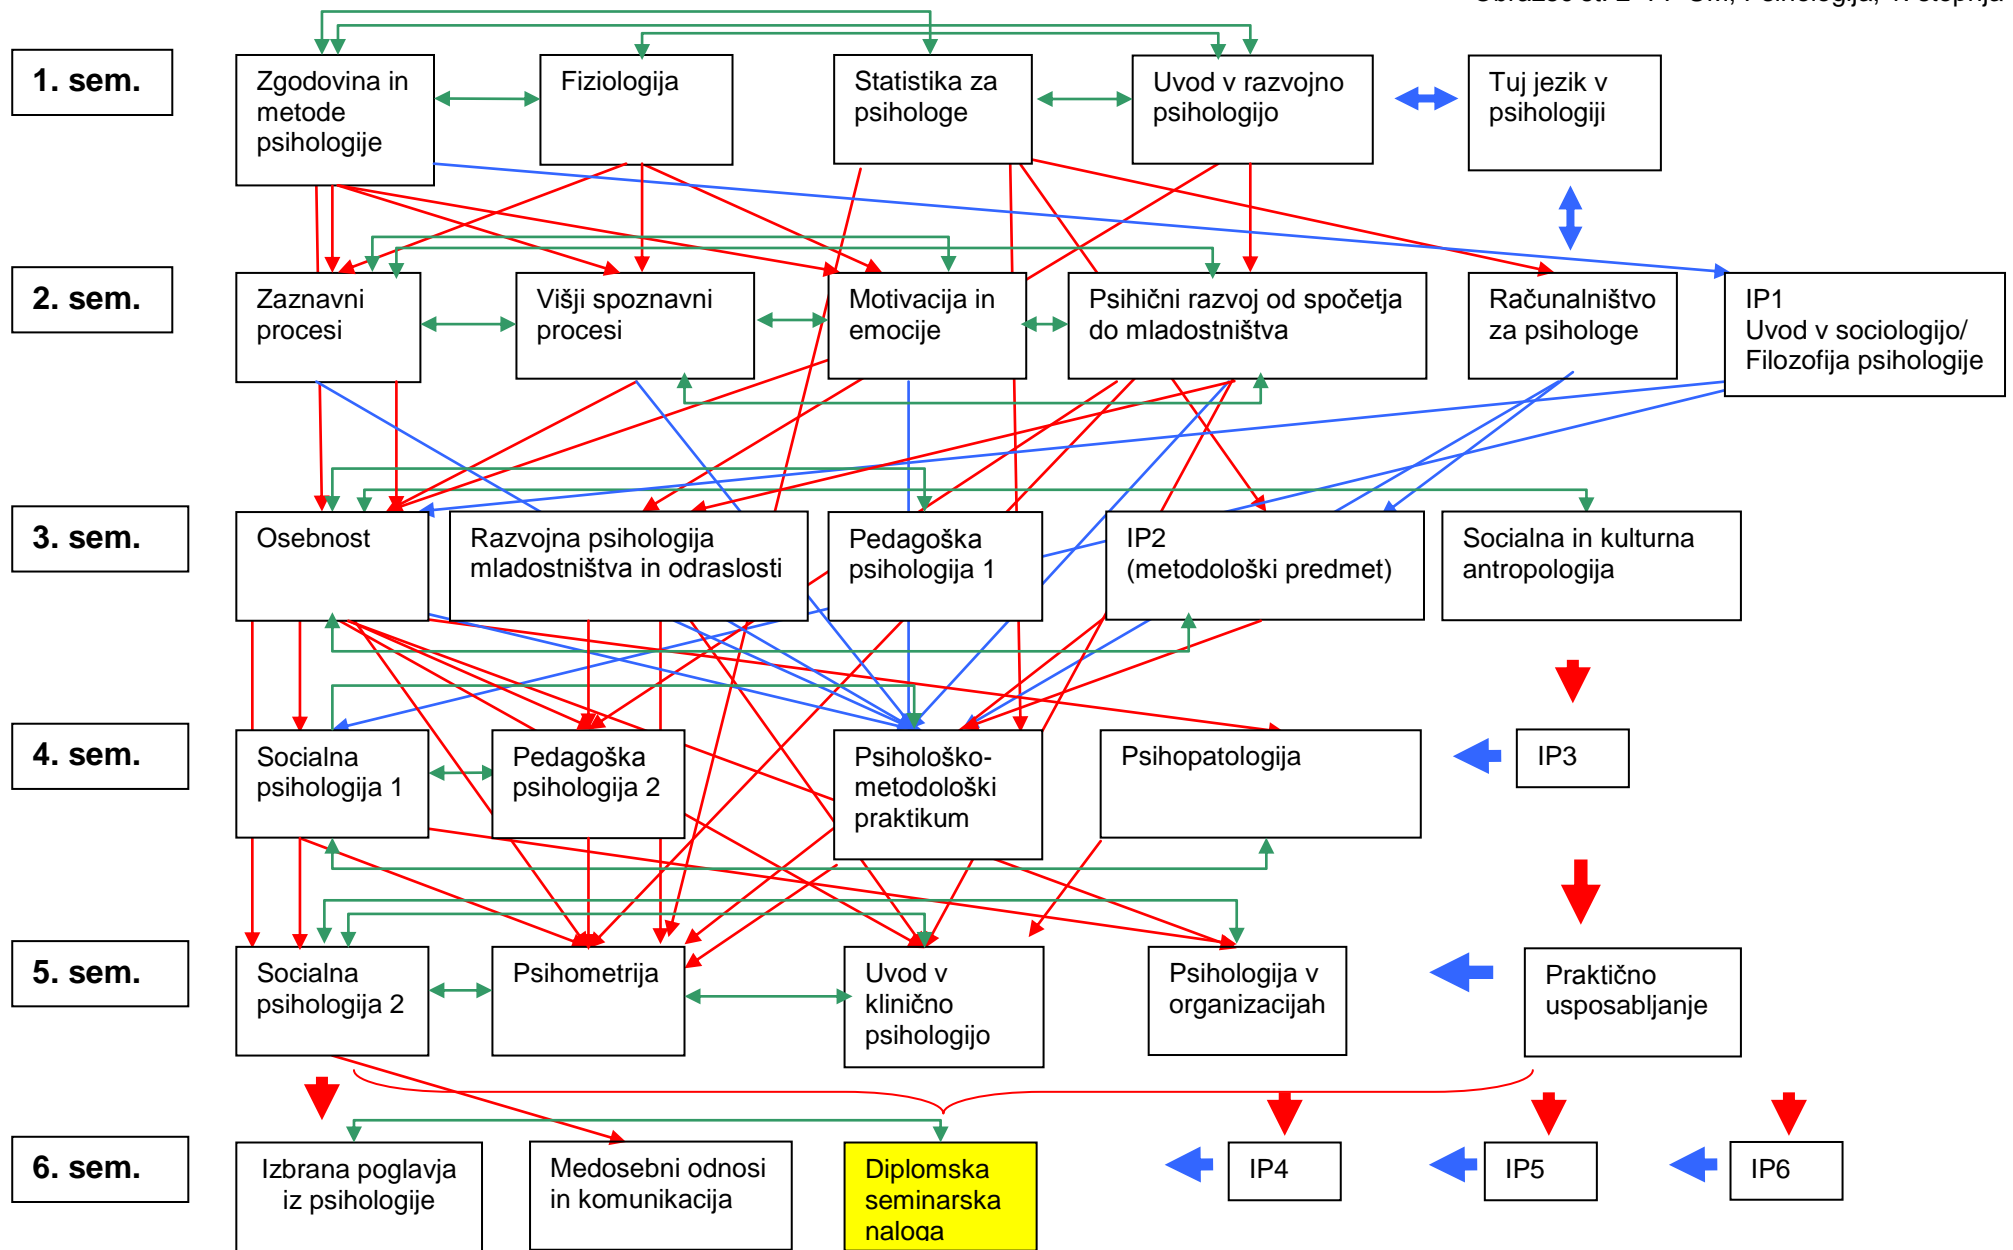 1. sem.
Zgodovina in
metode
psihologije
Fiziologija
Statistika za
psihologe
Uvod v razvojno
psihologijo
Tuj jezik v
psihologiji
2. sem.
Zaznavni
procesi
Višji spoznavni
procesi
Motivacija in
emocije
Psihični razvoj od spočetja
do mladostništva
Računalništvo
za psihologe
IP1
Uvod v sociologijo/
Filozofija psihologije
3. sem.
Osebnost
Razvojna psihologija
mladostništva in odraslosti
Pedagoška
psihologija 1
IP2
(metodološki predmet)
Socialna in kulturna
antropologija
4. sem.
Socialna
psihologija 1
Pedagoška
psihologija 2
Psihološko-
metodološki
praktikum
Psihopatologija
IP3
5. sem.
Socialna
psihologija 2
Psihometrija
Uvod v
klinično
psihologijo
Psihologija v
organizacijah
Praktično
usposabljanje
6. sem.
Izbrana poglavja
iz psihologije
Medosebni odnosi
in komunikacija
Diplomska
seminarska
naloga
IP4
IP5
IP6